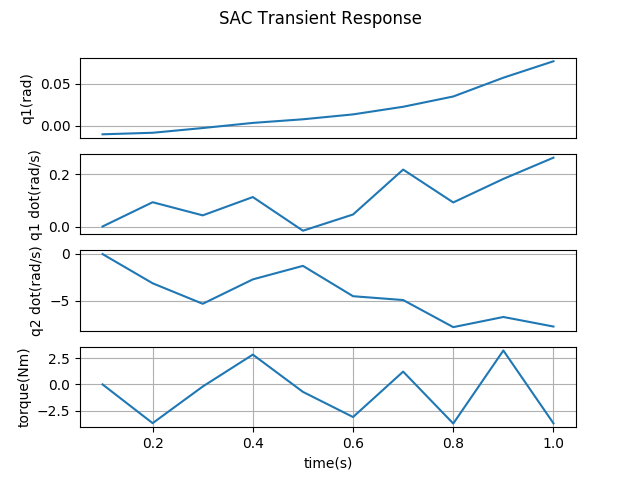 SAC Transient Response
q1(rad)
0.05
0.00
q1 dot(rad/s)
0.2
0.0
q2 dot(rad/s)
0
−5
torque(Nm)
2.5
0.0
−2.5
0.2 0.4 0.6 0.8 1.0
time(s)